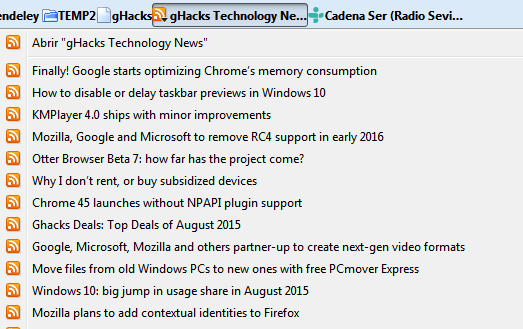 endeley TEMP2 gHacks gHacks Technology Ne... Cadena Ser (Radio Sevi...
Abrir "gHacks Technology News"
Finally! Google starts optimizing Chrome's memory consumption
How to disable or delay taskbar previews in Windows 10
KMPlayer 4.0 ships with minor improvements
Mozilla, Google and Microsoft to remove RC4 support in early 2016
Otter Browser Beta 7: how far has the project come?
Why I don't rent, or buy subsidized devices
Chrome 45 launches without NPAPI plugin support
Ghacks Deals: Top Deals of August 2015
Google, Microsoft, Mozilla and others partner-up to create next-gen video formats
Move files from old Windows PCs to new ones with free PCmover Express
Windows 10: big jump in usage share in August 2015
Mozilla plans to add contextual identities to Firefox